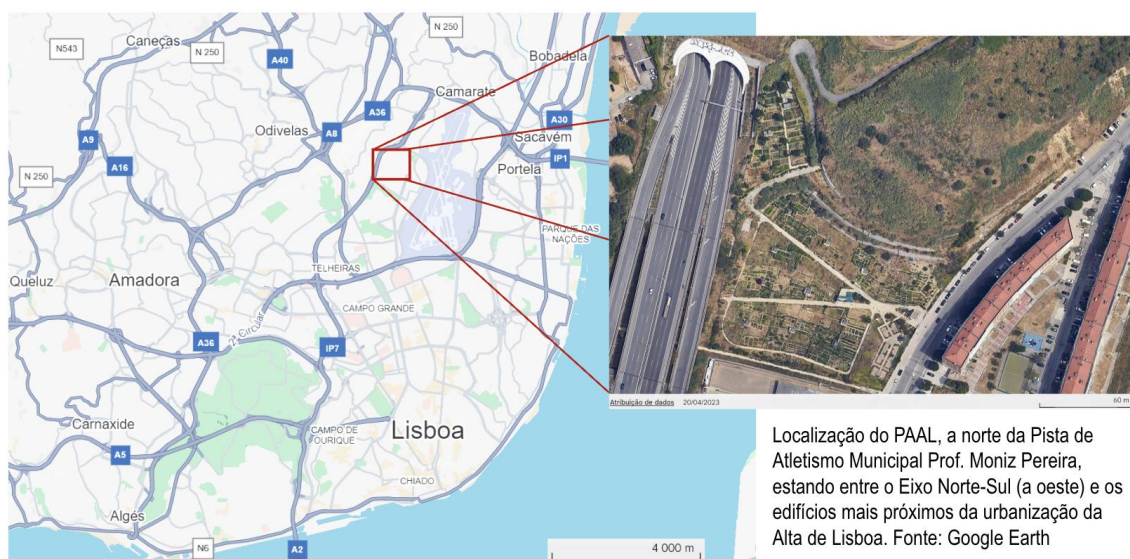 N 250
N543
Caneças
N 250
A40
Bobadela
Camarate
A36
A30
Odivelas
A8
Sacavém
A9
IP1
A16
Portela
N 250
PARQUE DAS
NAÇÕES
TELHEIRAS
Queluz
Amadora
CAMPO GRANDE
2ª Circular
A36
IP7
Carnaxide
CAMPO DE
OURIQUE
Lisboa
A5
CHIADO
Algés
N6
A2
4 000 m
Atribuição de dados 20/04/2023
60 m
Localização do PAAL, a norte da Pista de
Atletismo Municipal Prof. Moniz Pereira,
estando entre o Eixo Norte-Sul (a oeste) e os
edifícios mais próximos da urbanização da
Alta de Lisboa. Fonte: Google Earth